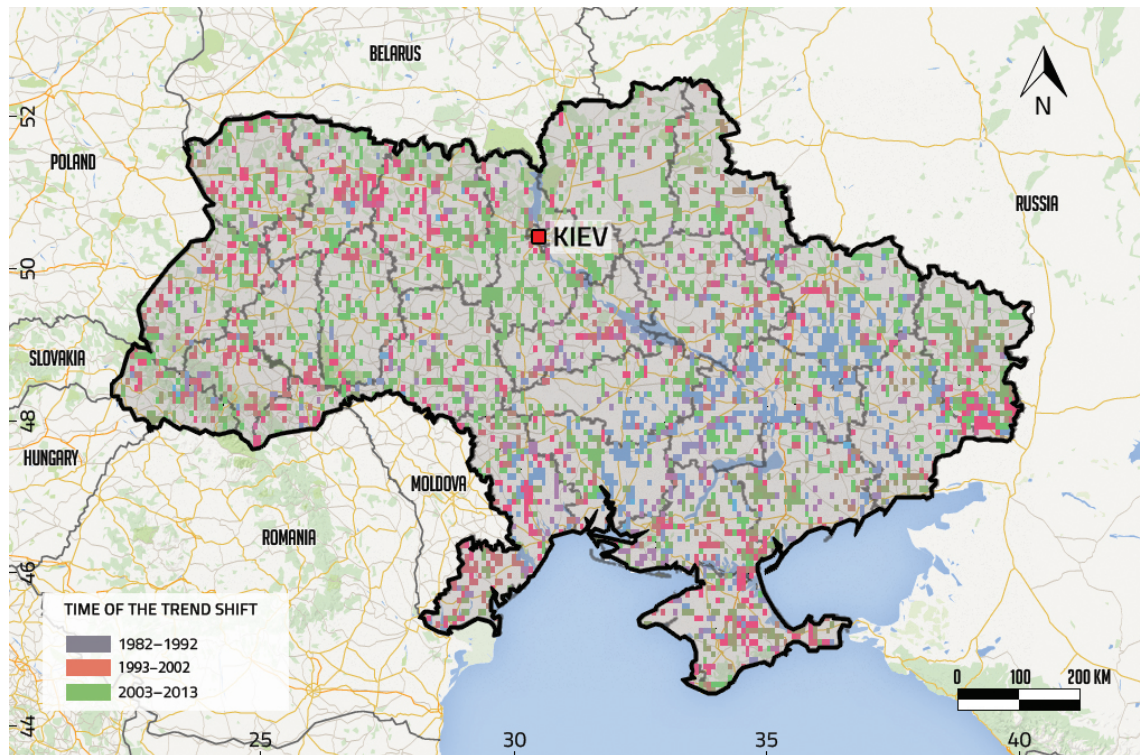 BELARUS
N
52
POLAND
RUSSIA
KIEV
50
SLOVAKIA
48
HUNGARY
MOLDOVA
ROMANIA
46
TIME OF THE TREND SHIFT
1982–1992
1993–2002
2003–2013
0 100 200 KM
44
25 30 35 40